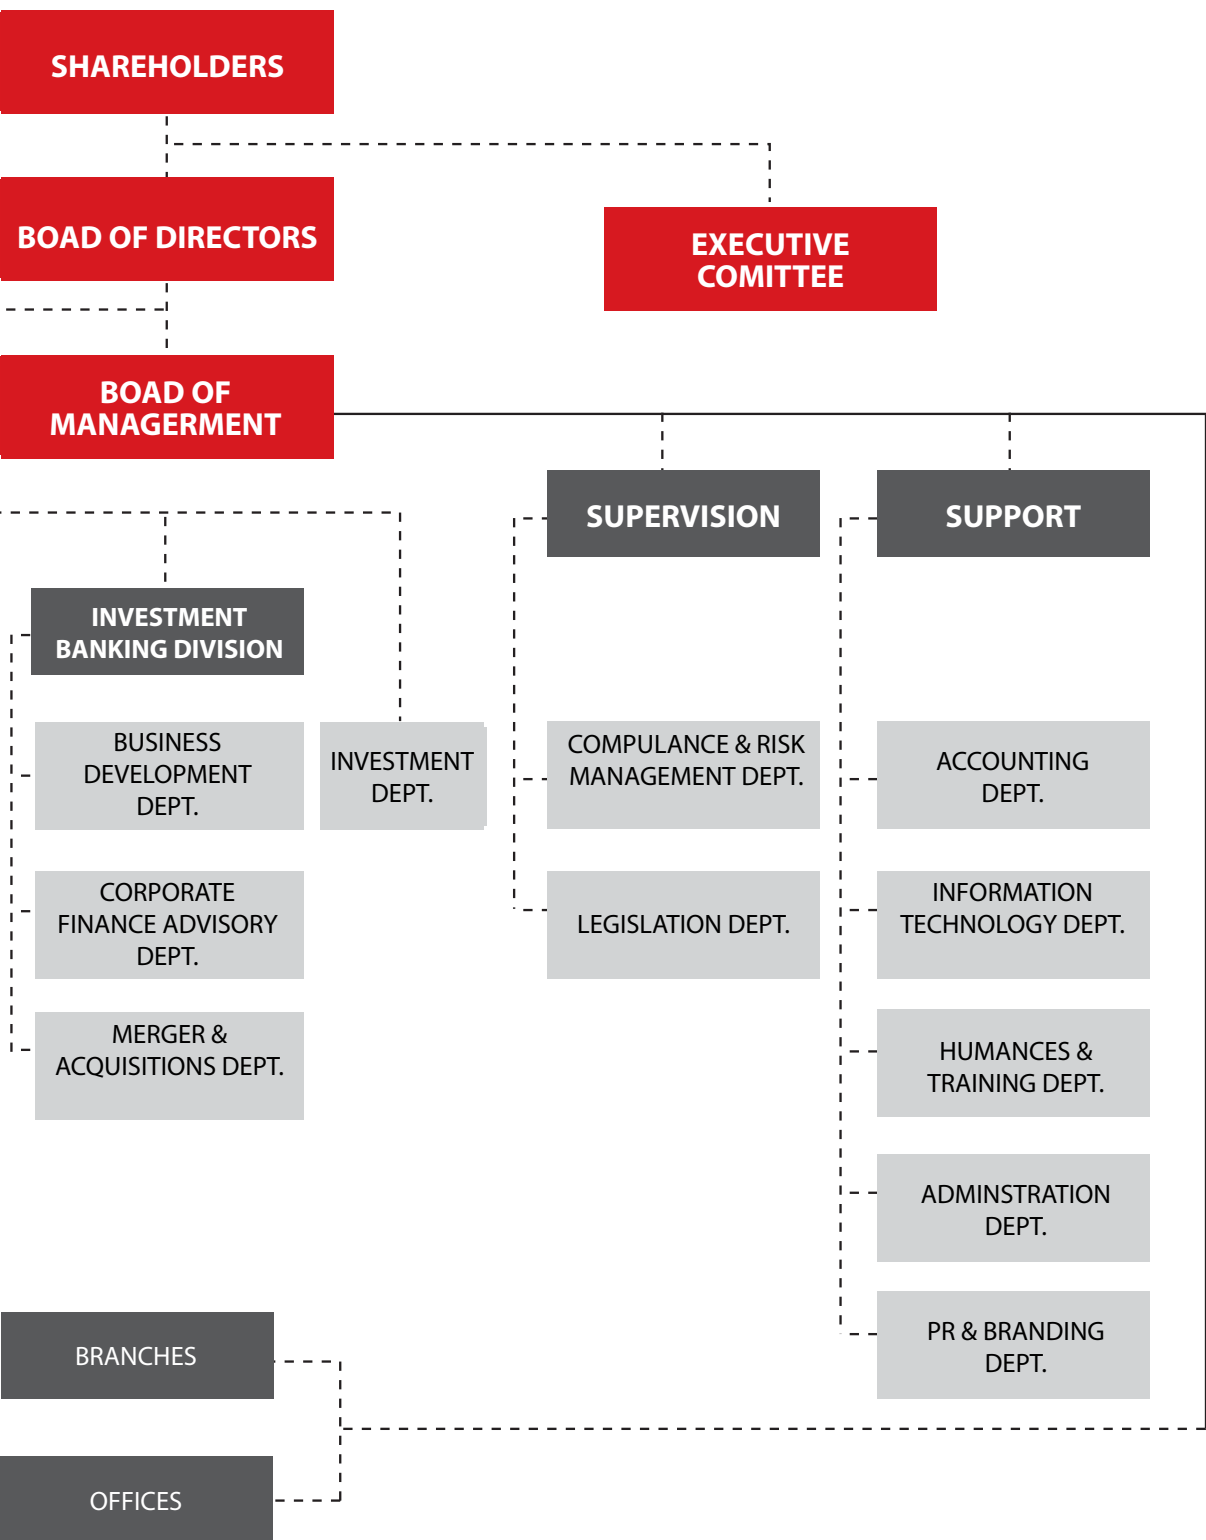 SHAREHOLDERS
BOAD OF DIRECTORS
EXECUTIVE
COMITTEE
BOAD OF
MANAGERMENT
SUPERVISION
SUPPORT
INVESTMENT
BANKING DIVISION
BUSINESS
DEVELOPMENT
DEPT.
INVESTMENT
DEPT.
COMPULANCE & RISK
MANAGEMENT DEPT.
ACCOUNTING
DEPT.
CORPORATE
FINANCE ADVISORY
DEPT.
LEGISLATION DEPT.
INFORMATION
TECHNOLOGY DEPT.
MERGER &
ACQUISITIONS DEPT.
HUMANCES &
TRAINING DEPT.
ADMINSTRATION
DEPT.
PR & BRANDING
DEPT.
BRANCHES
OFFICES